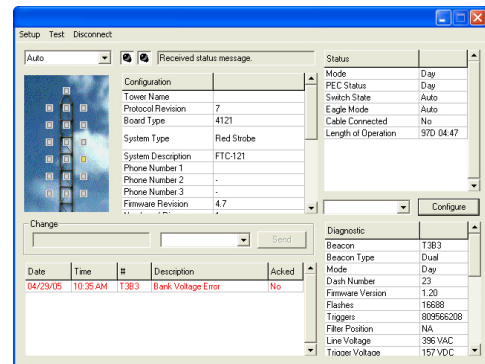 Setup Test Disconnect
Auto
Received status message.
Configuration
Tower Name
Protocol Revision 7
Board Type 4121
System Type Red Strobe
System Description FTC-121
Phone Number 1
Phone Number 2 -
Phone Number 3 -
Firmware Revision 4.7
Status
Mode Day
PEC Status Day
Switch State Auto
Eagle Mode Auto
Cable Connected No
Length of Operation 97D 04:47
Configure
Change
Send
Date Time # Description Acked
04/29/05 10:35 AM T3B3 Bank Voltage Error No
Diagnostic
Beacon T3B3
Beacon Type Dual
Mode Day
Dash Number 23
Firmware Version 1.20
Flashes 16688
Triggers 809566208
Filter Position NA
Line Voltage 396 VAC
Trigger Voltage 157 VDC